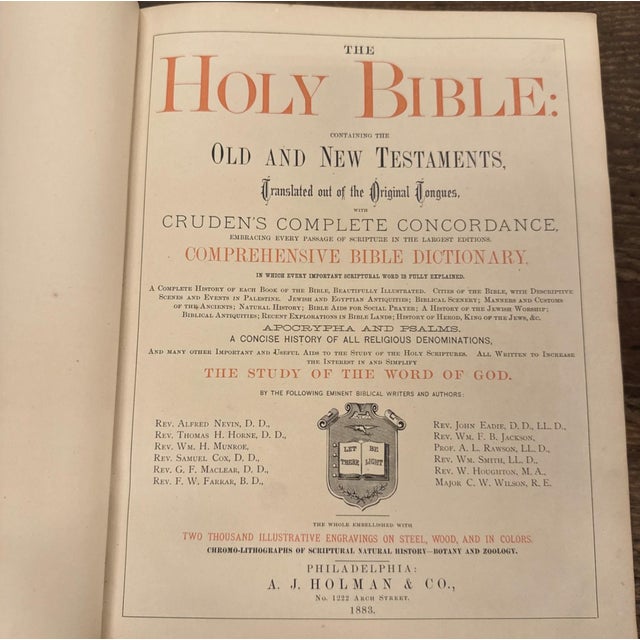 THE
HOLY BIBLE:
CONTAINING THE
OLD AND NEW TESTAMENTS,
Translated out of the Original Tongues.
WITH
CRUDEN'S COMPLETE CONCORDANCE,
EMBRACING EVERY PASSAGE OF SCRIPTURE IN THE LARGEST EDITIONS.
COMPREHENSIVE BIBLE DICTIONARY,
IN WHICH EVERY IMPORTANT SCRIPTURAL WORD IS FULLY EXPLAINED.
A COMPLETE HISTORY OF EACH BOOK OF THE BIBLE, BEAUTIFULLY ILLUSTRATED. CITIES OF THE BIBLE, WITH DESCRIPTIVE
SCENES AND EVENTS IN PALESTINE. JEWISH AND EGYPTIAN ANTIQUITIES; BIBLICAL SCENERY; MANNERS AND CUSTOMS
OF THE ANCIENTS; NATURAL HISTORY; BIBLE AIDS FOR SOCIAL PRAYER; A HISTORY OF THE JEWISH WORSHIP;
BIBLICAL ANTIQUITIES; RECENT EXPLORATIONS IN BIBLE LANDS; HISTORY OF HEROD, KING OF THE JEWS, &C.
APOCRYPHA AND PSALMS.
A CONCISE HISTORY OF ALL RELIGIOUS DENOMINATIONS,
AND MANY OTHER IMPORTANT AND USEFUL AIDS TO THE STUDY OF THE HOLY SCRIPTURES. ALL WRITTEN TO INCREASE
THE INTEREST IN AND SIMPLIFY
THE STUDY OF THE WORD OF GOD.
BY THE FOLLOWING EMINENT BIBLICAL WRITERS AND AUTHORS:
REV. ALFRED NEVIN, D. D.,
REV. THOMAS H. HORNE, D. D.,
REV. WM. H. MUNROE,
REV. SAMUEL COX, D. D.,
REV. G. F. MACLEAR, D. D.,
REV. F. W. FARRAR, B. D.,
LET BE
THERE LIGHT
REV. JOHN EADIE, D. D., LL. D.,
REV. WM. F. B. JACKSON,
PROF. A. L. RAWSON, LL. D.,
REV. WM. SMITH, LL. D.,
REV. W. HOUGHTON, M. A.,
MAJOR C. W. WILSON, R. E.
THE WHOLE EMBELLISHED WITH
TWO THOUSAND ILLUSTRATIVE ENGRAVINGS ON STEEL, WOOD, AND IN COLORS.
CHROMO-LITHOGRAPHS OF SCRIPTURAL NATURAL HISTORY—BOTANY AND ZOOLOGY.
PHILADELPHIA:
A. J. HOLMAN & CO.,
NO. 1222 ARCH STREET.
1883.